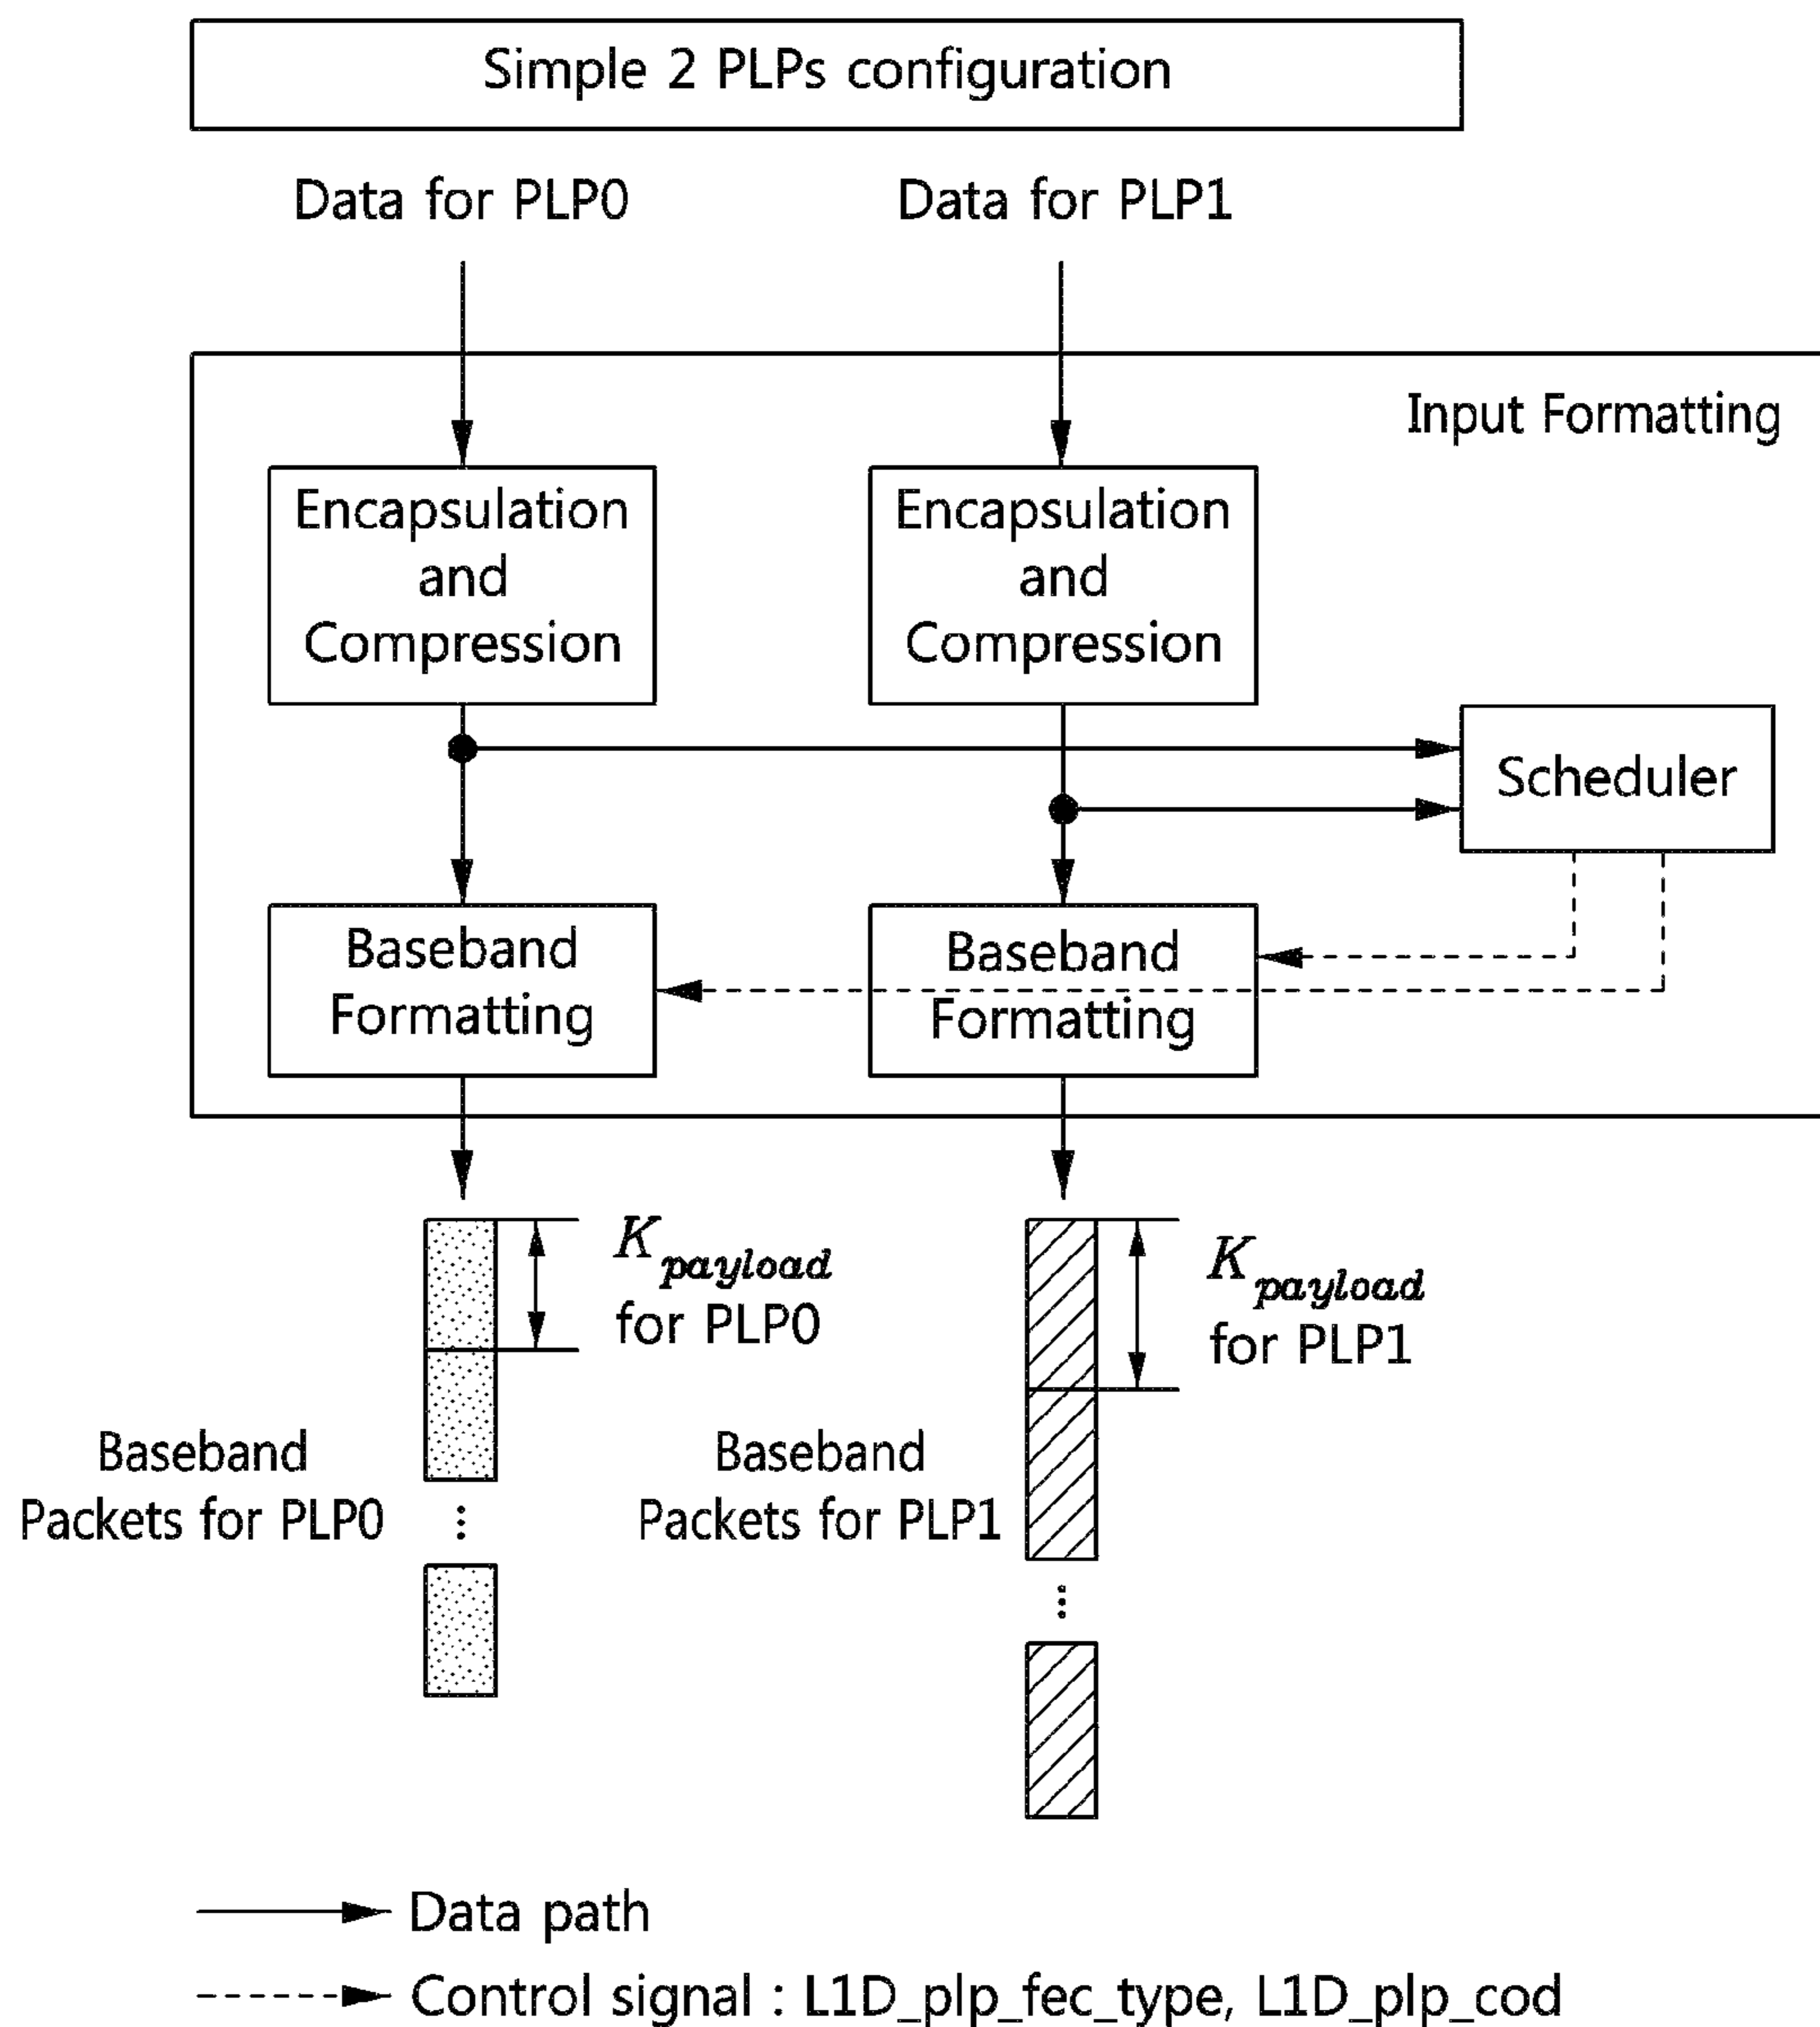 Simple 2 PLPs configuration
Data for PLP0
Data for PLP1
Input Formatting
Encapsulation
and
Compression
Encapsulation
and
Compression
Scheduler
Baseband
Formatting
Baseband
Formatting
K_payload
for PLP0
K_payload
for PLP1
Baseband
Packets for PLP0
⋮
Baseband
Packets for PLP1
⋮
Data path
Control signal : L1D_plp_fec_type, L1D_plp_cod